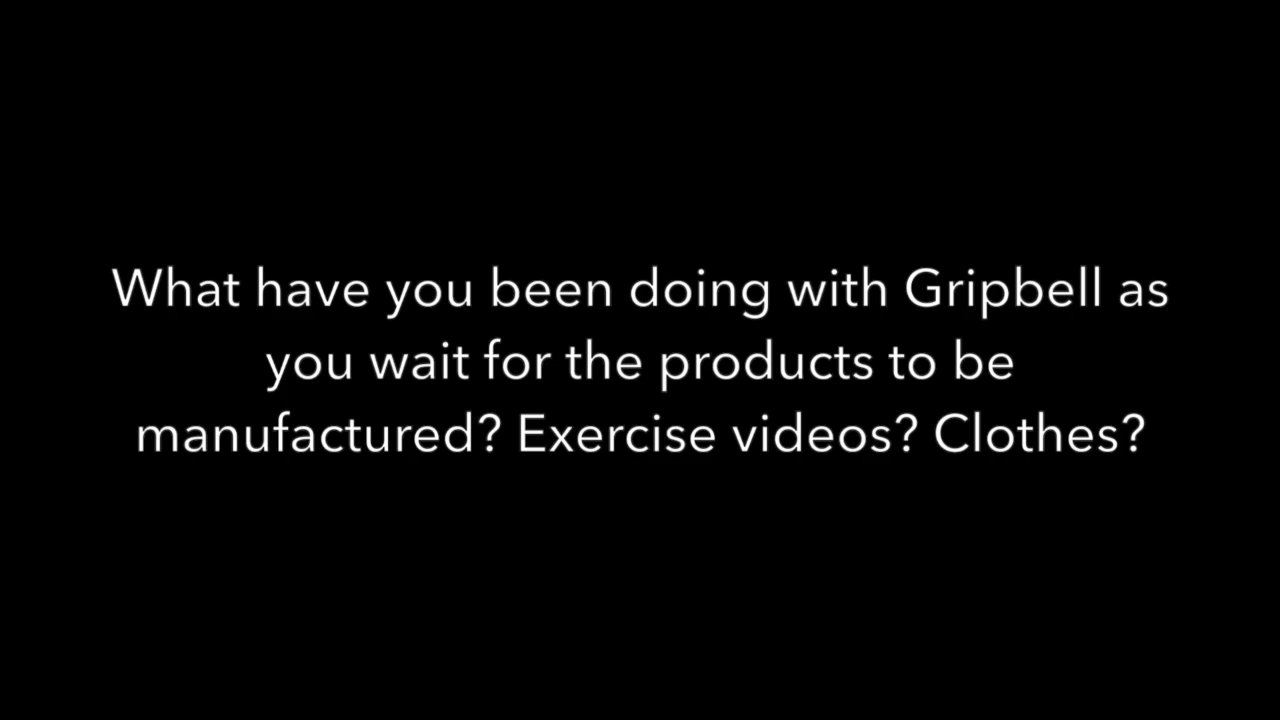 What have you been doing with Gripbell as
you wait for the products to be
manufactured? Exercise videos? Clothes?